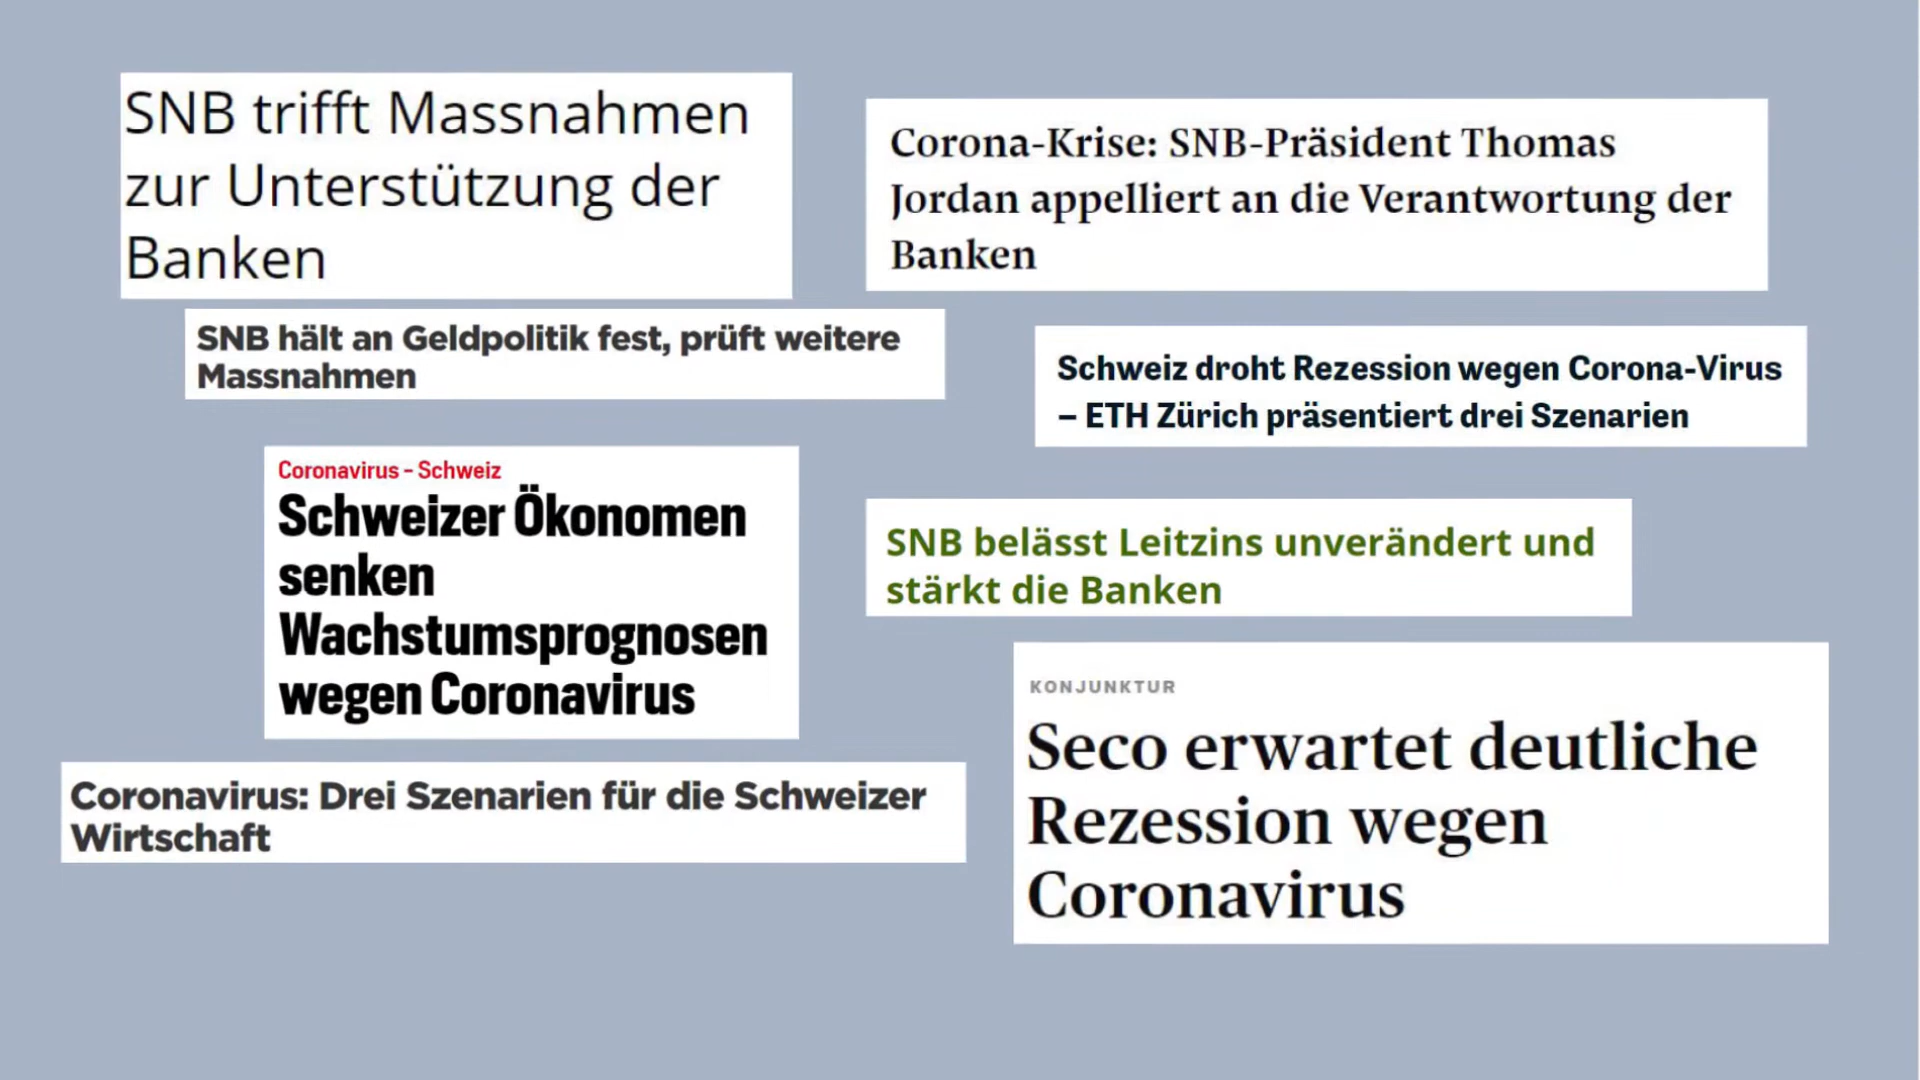 SNB trifft Massnahmen
zur Unterstützung der
Banken
Corona-Krise: SNB-Präsident Thomas
Jordan appelliert an die Verantwortung der
Banken
SNB hält an Geldpolitik fest, prüft weitere
Massnahmen
Schweiz droht Rezession wegen Corona-Virus
– ETH Zürich präsentiert drei Szenarien
Coronavirus – Schweiz
Schweizer Ökonomen
senken
Wachstumsprognosen
wegen Coronavirus
SNB belässt Leitzins unverändert und
stärkt die Banken
Coronavirus: Drei Szenarien für die Schweizer
Wirtschaft
KONJUNKTUR
Seco erwartet deutliche
Rezession wegen
Coronavirus